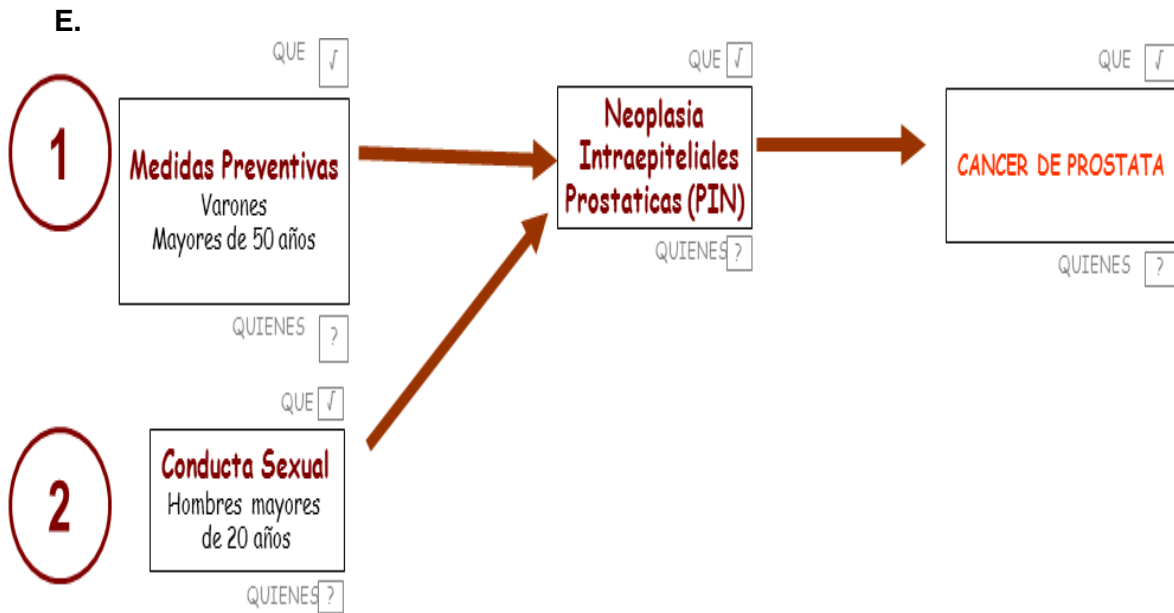 E.
QUE √
1
Medidas Preventivas
Varones
Mayores de 50 años
QUIENES ?
QUE √
2
Conducta Sexual
Hombres mayores
de 20 años
QUIENES ?
QUE √
Neoplasia
Intraepiteliales
Prostaticas (PIN)
QUIENES ?
QUE √
CANCER DE PROSTATA
QUIENES ?